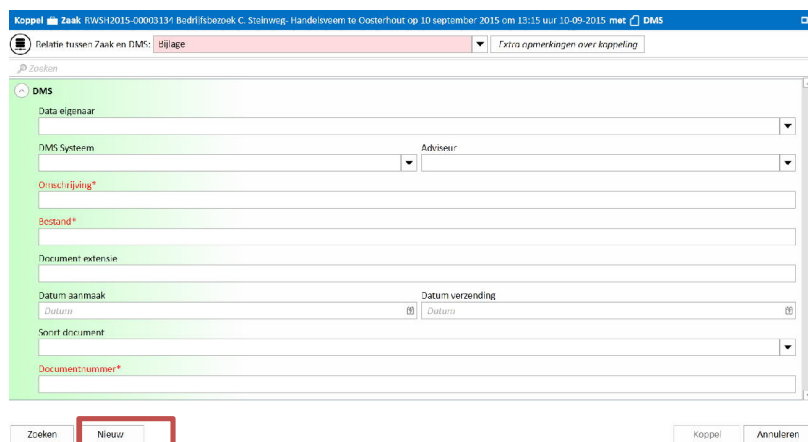 Koppel Zaak RWSH2015-00003134 Bedrijfsbezoek C. Steinweg- Handelsveem te Oosterhout op 10 september 2015 om 13:15 uur 10-09-2015 met DMS
Relatie tussen Zaak en DMS: Bijlage Extra opmerkingen over koppeling
Zoeken
DMS
Data eigenaar
DMS Systeem Adviseur
Omschrijving*
Bestand*
Document extensie
Datum aanmaak Datum verzending
Datum Datum
Soort document
Documentnummer*
Zoeken Nieuw Koppel Annuleren